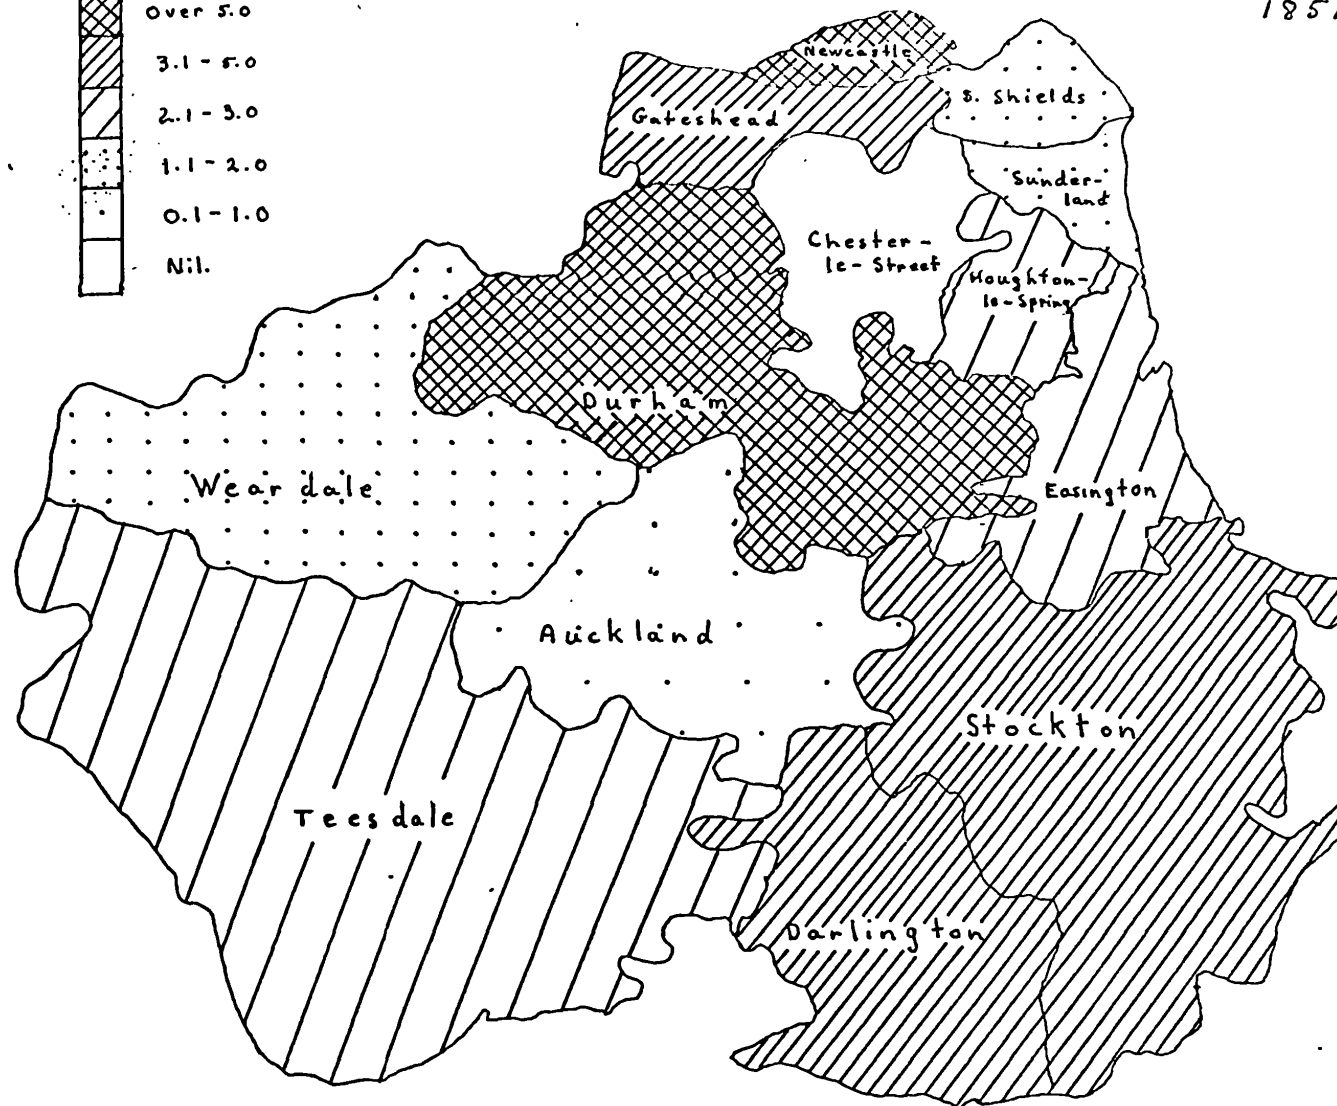 Over 5.0
3.1 - 5.0
2.1 - 3.0
1.1 - 2.0
0.1 - 1.0
Nil.
Newcastle
S. Shields
Gateshead
Sunder-
land
Chester-
le-Street
Houghton-
le-Spring
Durham
Weardale
Easington
Auckland
Stockton
Teesdale
Darlington